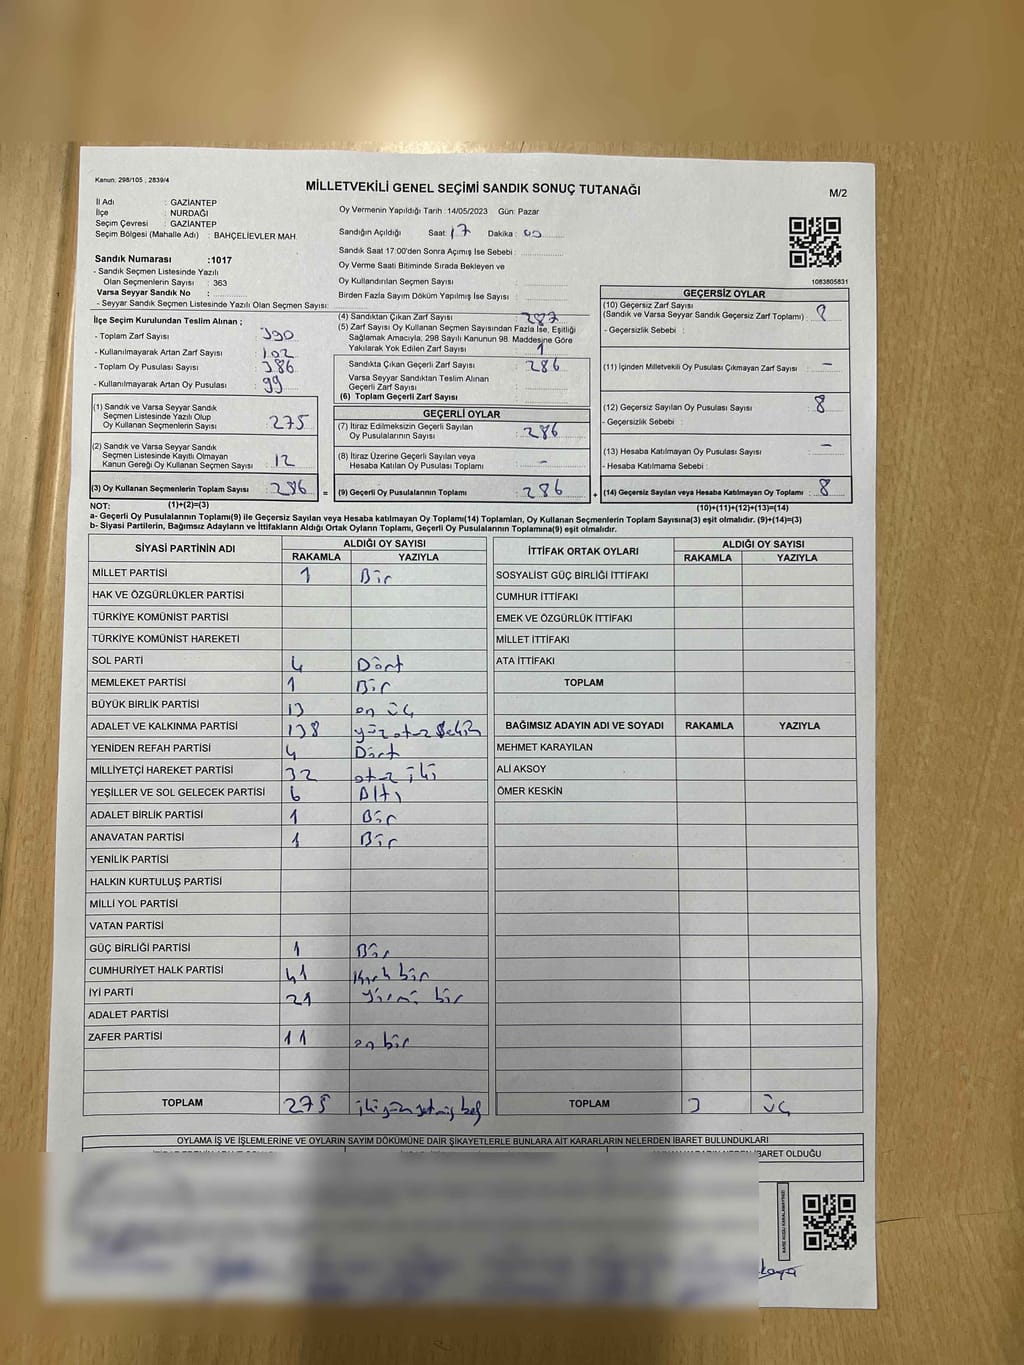 Kanun: 298/105 , 2839/4
MİLLETVEKİLİ GENEL SEÇİMİ SANDIK SONUÇ TUTANAĞI
M/2
İl Adı : GAZİANTEP
İlçe : NURDAĞI
Seçim Çevresi : GAZİANTEP
Seçim Bölgesi (Mahalle Adı) : BAHÇELİEVLER MAH.
Sandık Numarası :1017
- Sandık Seçmen Listesinde Yazılı
Olan Seçmenlerin Sayısı : 363
Varsa Seyyar Sandık No :
- Seyyar Sandık Seçmen Listesinde Yazılı Olan Seçmen Sayısı:
Oy Vermenin Yapıldığı Tarih :14/05/2023 Gün: Pazar
Sandığın Açıldığı Saat: 17 Dakika: 00
Sandık Saat 17:00'den Sonra Açımış İse Sebebi :
Oy Verme Saati Bitiminde Sırada Bekleyen ve
Oy Kullandırılan Seçmen Sayısı :
Birden Fazla Sayım Döküm Yapılmış İse Sayısı :
1083805831
İlçe Seçim Kurulundan Teslim Alınan ;
- Toplam Zarf Sayısı : 390
- Kullanılmayarak Artan Zarf Sayısı : 102
- Toplam Oy Pusulası Sayısı : 386
- Kullanılmayarak Artan Oy Pusulası : 99
(1) Sandık ve Varsa Seyyar Sandık
Seçmen Listesinde Yazılı Olup
Oy Kullanan Seçmenlerin Sayısı : 275
(2) Sandık ve Varsa Seyyar Sandık
Seçmen Listesinde Kayıtlı Olmayan
Kanun Gereği Oy Kullanan Seçmen Sayısı : 12
(3) Oy Kullanan Seçmenlerin Toplam Sayısı : 286 =
(4) Sandıktan Çıkan Zarf Sayısı : 287
(5) Zarf Sayısı Oy Kullanan Seçmen Sayısından Fazla İse, Eşitliği
Sağlamak Amacıyla; 298 Sayılı Kanunun 98. Maddesine Göre
Yakılarak Yok Edilen Zarf Sayısı : 1
Sandıkta Çıkan Geçerli Zarf Sayısı : 286
Varsa Seyyar Sandıktan Teslim Alınan
Geçerli Zarf Sayısı :
(6) Toplam Geçerli Zarf Sayısı :
GEÇERLİ OYLAR
(7) İtiraz Edilmeksizin Geçerli Sayılan
Oy Pusulalarının Sayısı : 286
(8) İtiraz Üzerine Geçerli Sayılan veya
Hesaba Katılan Oy Pusulası Toplamı : -
(9) Geçerli Oy Pusulalarının Toplamı : 286 +
GEÇERSİZ OYLAR
(10) Geçersiz Zarf Sayısı
(Sandık ve Varsa Seyyar Sandık Geçersiz Zarf Toplamı) :
- Geçersizlik Sebebi :
(11) İçinden Milletvekili Oy Pusulası Çıkmayan Zarf Sayısı : -
(12) Geçersiz Sayılan Oy Pusulası Sayısı : 8
- Geçersizlik Sebebi :
(13) Hesaba Katılmayan Oy Pusulası Sayısı : -
- Hesaba Katılmama Sebebi :
(14) Geçersiz Sayılan veya Hesaba Katılmayan Oy Toplamı : 8
NOT: (1)+(2)=(3)
(10)+(11)+(12)+(13)=(14)
a- Geçerli Oy Pusulalarının Toplamı(9) ile Geçersiz Sayılan veya Hesaba katılmayan Oy Toplamı(14) Toplamları, Oy Kullanan Seçmenlerin Toplam Sayısına(3) eşit olmalıdır. (9)+(14)=(3)
b- Siyasi Partilerin, Bağımsız Adayların ve İttifakların Aldığı Ortak Oyların Toplamı, Geçerli Oy Pusulalarının Toplamına(9) eşit olmalıdır.
SİYASİ PARTİNİN ADI ALDIĞI OY SAYISI
RAKAMLA YAZIYLA
MİLLET PARTİSİ 1 Bir
HAK VE ÖZGÜRLÜKLER PARTİSİ
TÜRKİYE KOMÜNİST PARTİSİ
TÜRKİYE KOMÜNİST HAREKETİ
SOL PARTİ 4 Dört
MEMLEKET PARTİSİ 1 Bir
BÜYÜK BİRLİK PARTİSİ 13 on üç
ADALET VE KALKINMA PARTİSİ 138 yüz otuz Sekiz
YENİDEN REFAH PARTİSİ 4 Dört
MİLLİYETÇİ HAREKET PARTİSİ 32 otuz iki
YEŞİLLER VE SOL GELECEK PARTİSİ 6 Altı
ADALET BİRLİK PARTİSİ 1 Bir
ANAVATAN PARTİSİ 1 Bir
YENİLİK PARTİSİ
HALKIN KURTULUŞ PARTİSİ
MİLLİ YOL PARTİSİ
VATAN PARTİSİ
GÜÇ BİRLİĞİ PARTİSİ 1 Bir
CUMHURİYET HALK PARTİSİ 41 Kırk bir
İYİ PARTİ 21 yirmi bir
ADALET PARTİSİ
ZAFER PARTİSİ 11 on bir
TOPLAM 275 iki yüz yetmiş beş
İTTİFAK ORTAK OYLARI ALDIĞI OY SAYISI
RAKAMLA YAZIYLA
SOSYALİST GÜÇ BİRLİĞİ İTTİFAKI
CUMHUR İTTİFAKI
EMEK VE ÖZGÜRLÜK İTTİFAKI
MİLLET İTTİFAKI
ATA İTTİFAKI
TOPLAM
BAĞIMSIZ ADAYIN ADI VE SOYADI RAKAMLA YAZIYLA
MEHMET KARAYILAN
ALİ AKSOY
ÖMER KESKİN
TOPLAM 3 üç
OYLAMA İŞ VE İŞLEMLERİNE VE OYLARIN SAYIM DÖKÜMÜNE DAİR ŞİKAYETLERLE BUNLARA AİT KARARLARIN NELERDEN İBARET BULUNDUKLARI
İBARET OLDUĞU